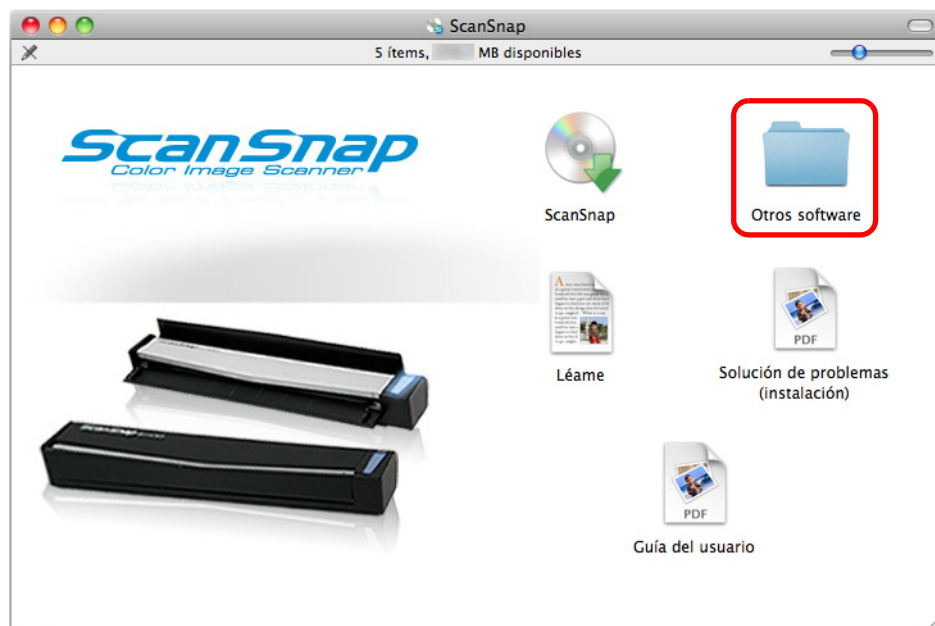 ScanSnap
5 ítems, MB disponibles
ScanSnap
Color Image Scanner
ScanSnap
Otros software
Léame
PDF
Solución de problemas
(instalación)
PDF
Guía del usuario
ScanSnap